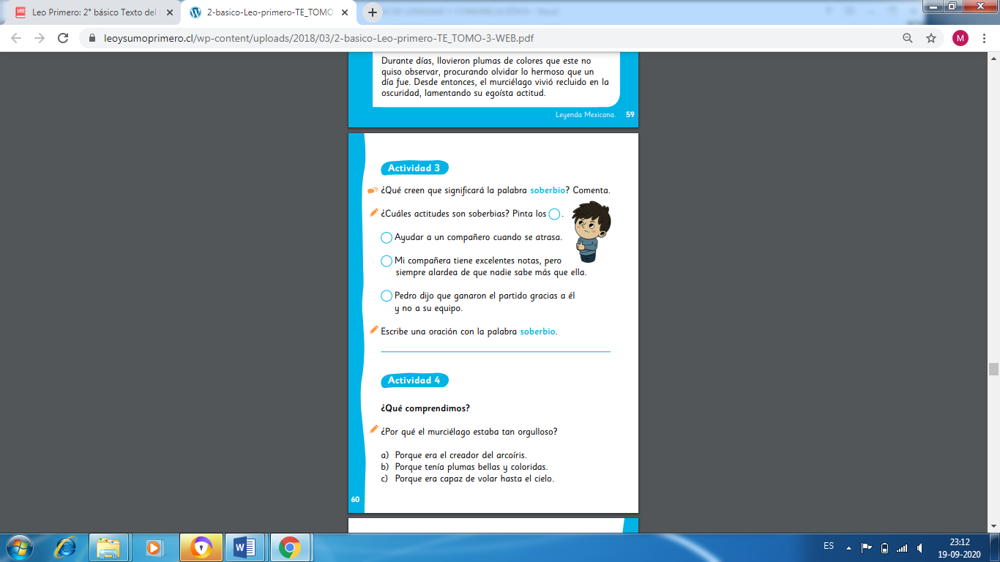 Leo Primero: 2° básico Texto del
2-basico-Leo-primero-TE_TOMO
leoysumoprimero.cl/wp-content/uploads/2018/03/2-basico-Leo-primero-TE_TOMO-3-WEB.pdf
M
Durante días, llovieron plumas de colores que este no
quiso observar, procurando olvidar lo hermoso que un
día fue. Desde entonces, el murciélago vivió recluido en la
oscuridad, lamentando su egoísta actitud.
Leyenda Mexicana. 59
Actividad 3
¿Qué creen que significará la palabra soberbio? Comenta.
¿Cuáles actitudes son soberbias? Pinta los .
Ayudar a un compañero cuando se atrasa.
Mi compañera tiene excelentes notas, pero
siempre alardea de que nadie sabe más que ella.
Pedro dijo que ganaron el partido gracias a él
y no a su equipo.
Escribe una oración con la palabra soberbio.
Actividad 4
¿Qué comprendimos?
¿Por qué el murciélago estaba tan orgulloso?
a) Porque era el creador del arcoíris.
b) Porque tenía plumas bellas y coloridas.
c) Porque era capaz de volar hasta el cielo.
60
ES
23:12
19-09-2020